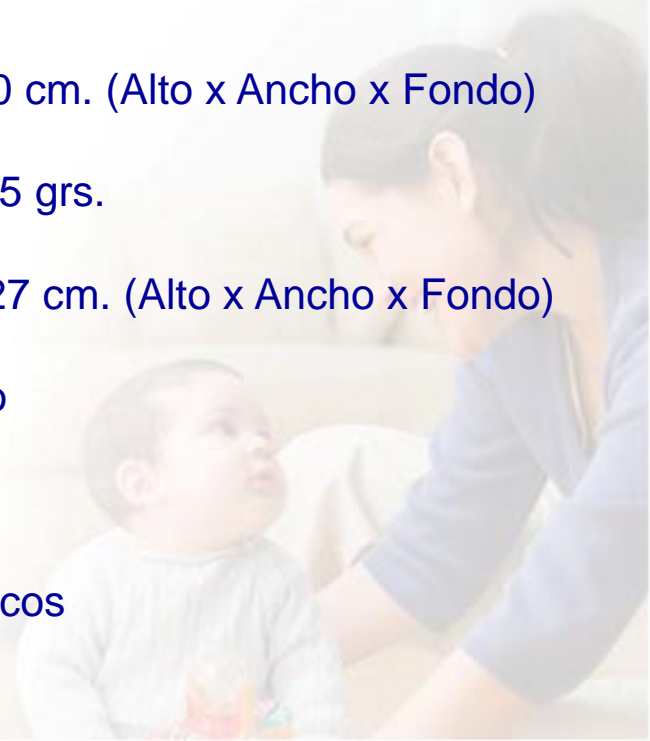 0 cm. (Alto x Ancho x Fondo)
5 grs.
27 cm. (Alto x Ancho x Fondo)
o
cos